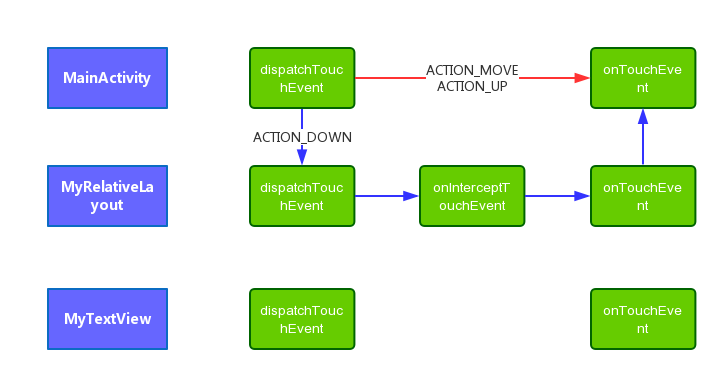 MainActivity
dispatchTouc
hEvent
ACTION_MOVE
ACTION_UP
onTouchEve
nt
ACTION_DOWN
MyRelativeLa
yout
dispatchTouc
hEvent
onInterceptT
ouchEvent
onTouchEve
nt
MyTextView
dispatchTouc
hEvent
onTouchEve
nt